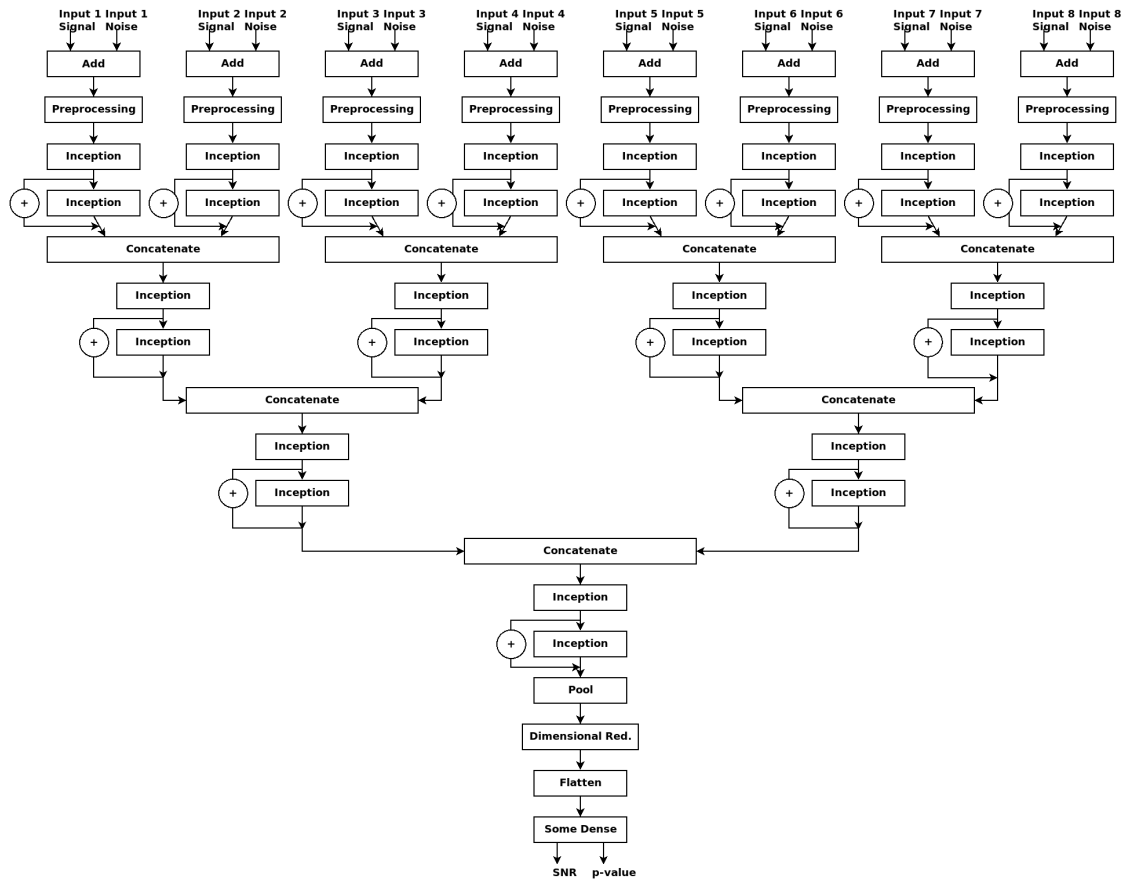 Input 1 Input 1 Input 2 Input 2 Input 3 Input 3 Input 4 Input 4 Input 5 Input 5 Input 6 Input 6 Input 7 Input 7 Input 8 Input 8
Signal Noise Signal Noise Signal Noise Signal Noise Signal Noise Signal Noise Signal Noise Signal Noise
Add Add Add Add Add Add Add Add
Preprocessing Preprocessing Preprocessing Preprocessing Preprocessing Preprocessing Preprocessing Preprocessing
Inception Inception Inception Inception Inception Inception Inception Inception
+ Inception + Inception + Inception + Inception + Inception + Inception + Inception + Inception
Concatenate Concatenate Concatenate Concatenate
Inception Inception Inception Inception
+ Inception + Inception + Inception + Inception
Concatenate Concatenate
Inception Inception
+ Inception + Inception
Concatenate
Inception
+ Inception
Pool
Dimensional Red.
Flatten
Some Dense
SNR p-value